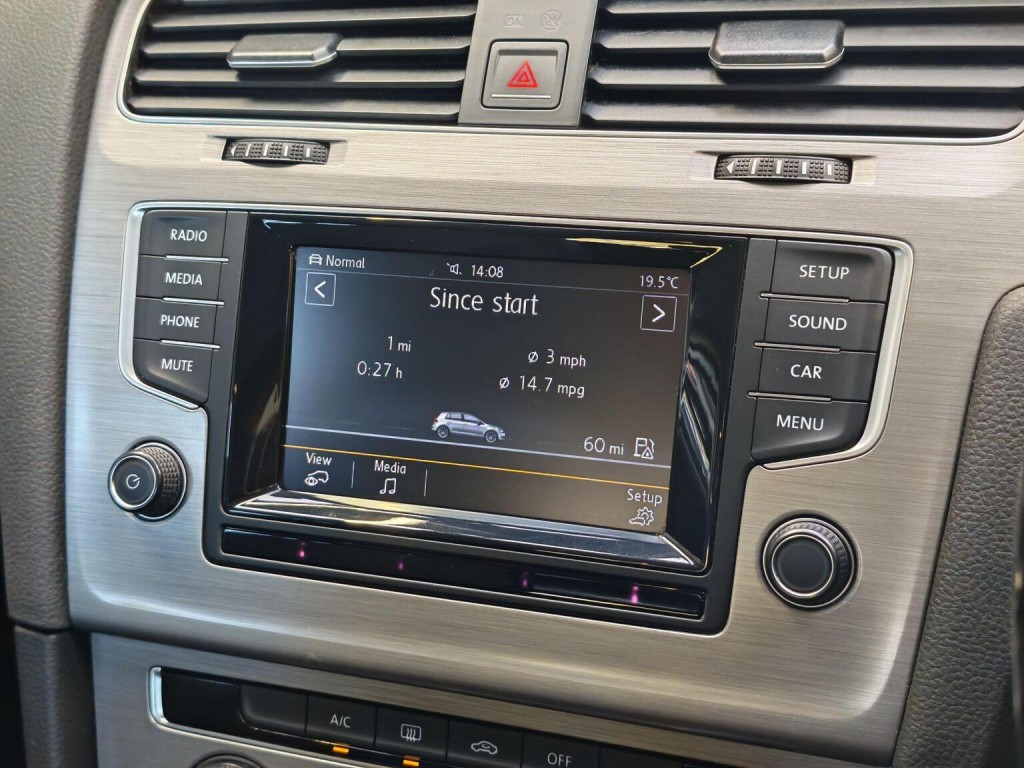 ON
RADIO
MEDIA
PHONE
MUTE
Normal
14:08
19.5°C
<
Since start
>
1 mi
ø 3 mph
0:27 h
ø 14.7 mpg
60 mi
View
Media
Setup
SETUP
SOUND
CAR
MENU
A/C
OFF